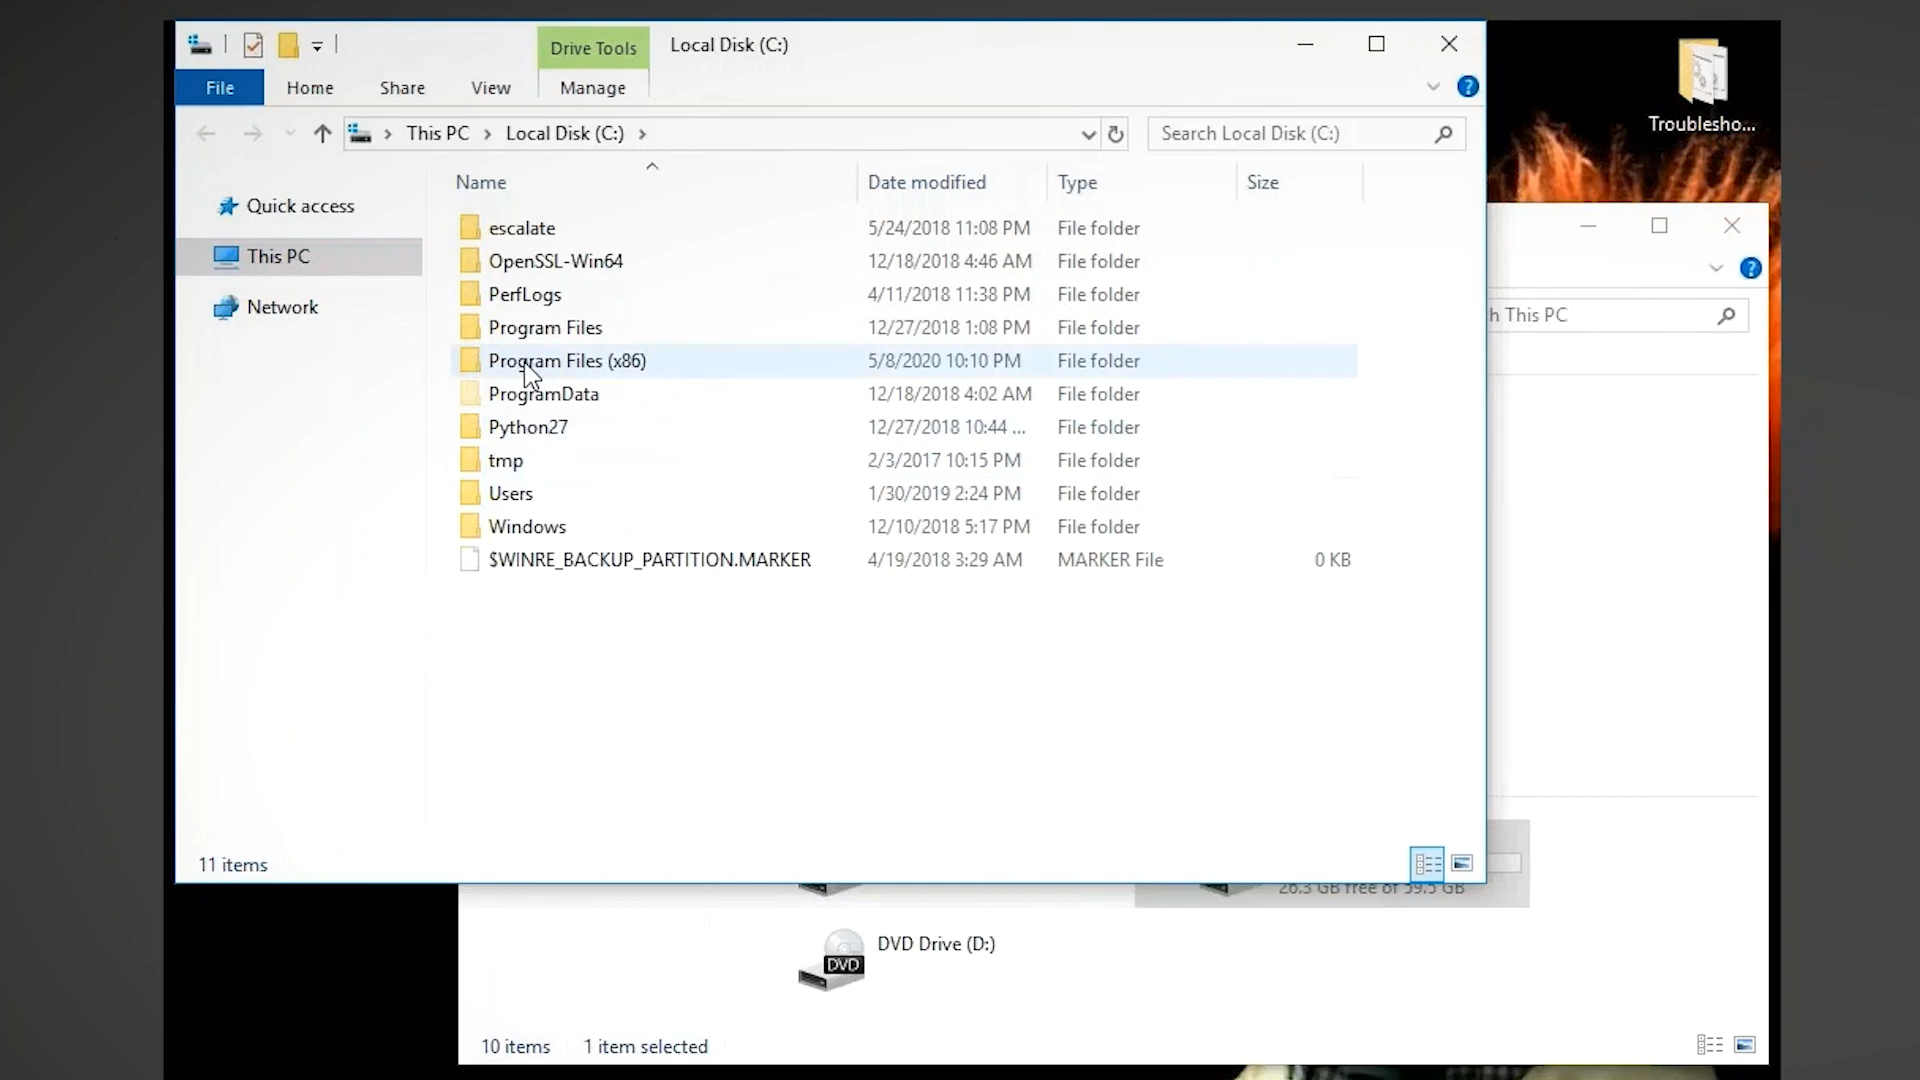 Drive Tools
Local Disk (C:)
File
Home
Share
View
Manage
This PC
Local Disk (C:)
Search Local Disk (C:)
Name
Date modified
Type
Size
Quick access
This PC
Network
escalate 5/24/2018 11:08 PM File folder
OpenSSL-Win64 12/18/2018 4:46 AM File folder
PerfLogs 4/11/2018 11:38 PM File folder
Program Files 12/27/2018 1:08 PM File folder
Program Files (x86) 5/8/2020 10:10 PM File folder
ProgramData 12/18/2018 4:02 AM File folder
Python27 12/27/2018 10:44 ... File folder
tmp 2/3/2017 10:15 PM File folder
Users 1/30/2019 2:24 PM File folder
Windows 12/10/2018 5:17 PM File folder
$WINRE_BACKUP_PARTITION.MARKER 4/19/2018 3:29 AM MARKER File 0 KB
11 items
Troublesho...
h This PC
26.3 GB free of 59.5 GB
DVD
DVD Drive (D:)
10 items
1 item selected